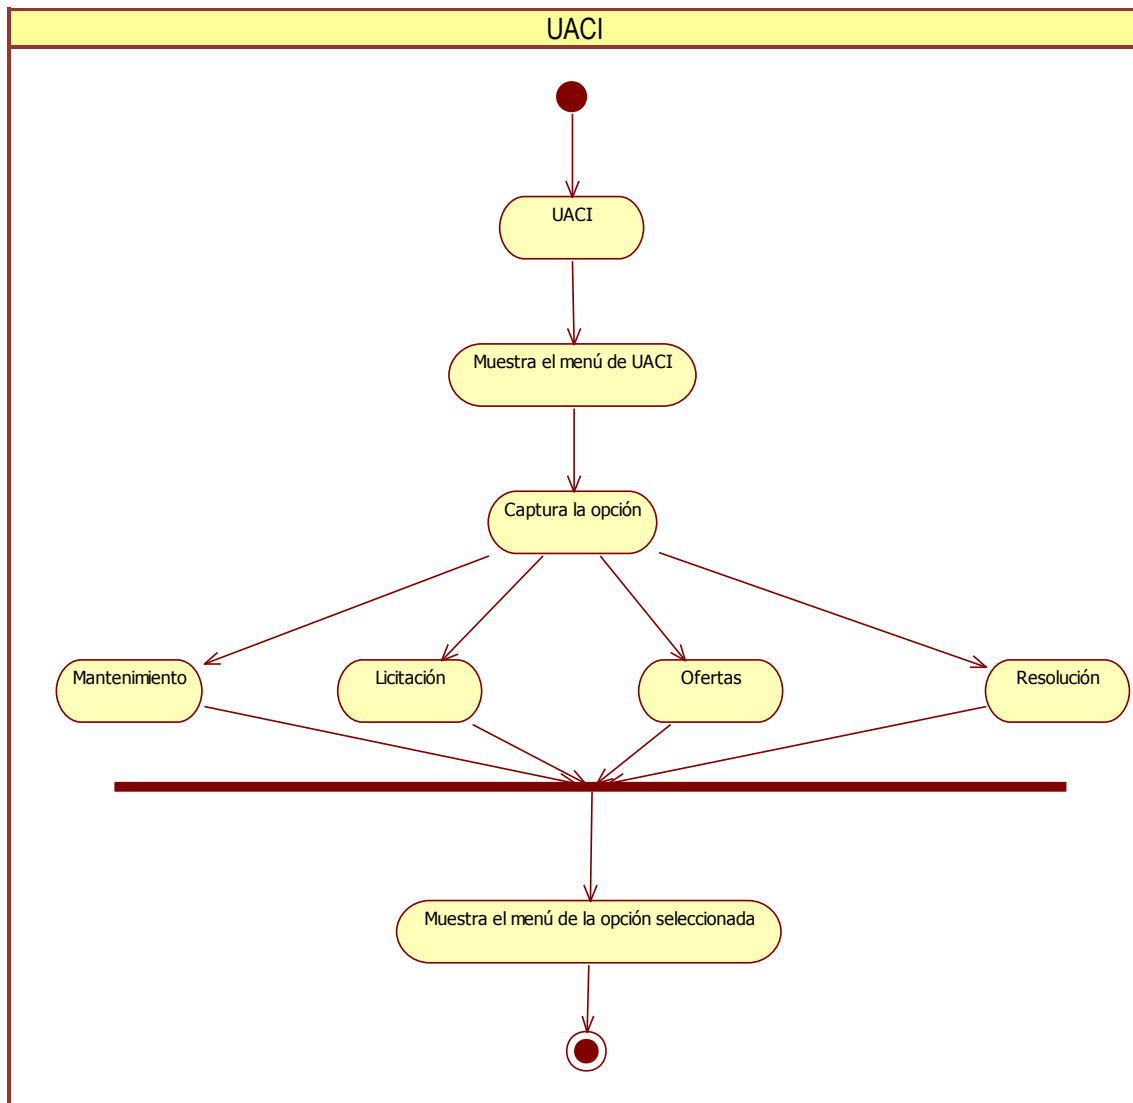 UACI
UACI
Muestra el menú de UACI
Captura la opción
Mantenimiento
Licitación
Ofertas
Resolución
Muestra el menú de la opción seleccionada